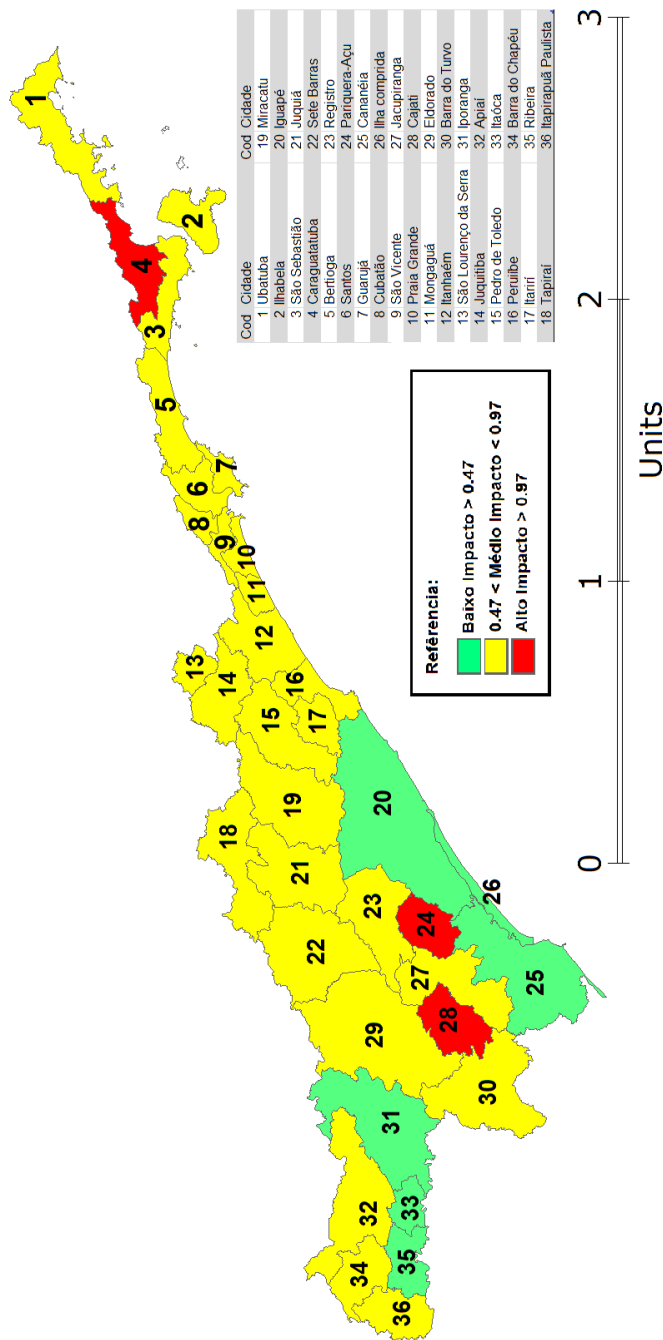 1
4
3
5
2
13
6
8
9
18
14
7
10
11
12
15
16
19
21
22
17
34
32
29
23
20
31
36
35
33
27
24
28
30
26
25
Cod Cidade Cod Cidade
1 Ubatuba 19 Miracatu
2 Ilhabela 20 Iguapé
3 São Sebastião 21 Juquiá
4 Caraguatatuba 22 Sete Barras
5 Bertioga 23 Registro
6 Santos 24 Pariquera-Açu
7 Guarujá 25 Cananéia
8 Cubatão 26 Ilha comprida
9 São Vicente 27 Jacupiranga
10 Praia Grande 28 Cajati
11 Mongaguá 29 Eldorado
12 Itanhaém 30 Barra do Turvo
13 São Lourenço da Serra 31 Iporanga
14 Juquitiba 32 Apiaí
15 Pedro de Toledo 33 Itaóca
16 Peruíbe 34 Barra do Chapéu
17 Itarirí 35 Ribeira
18 Tapiraí 36 Itapirapuã Paulista
Refêrencia:
Baixo Impacto > 0.47
0.47 < Médio Impacto < 0.97
Alto Impacto > 0.97
0 1 2 3
Units